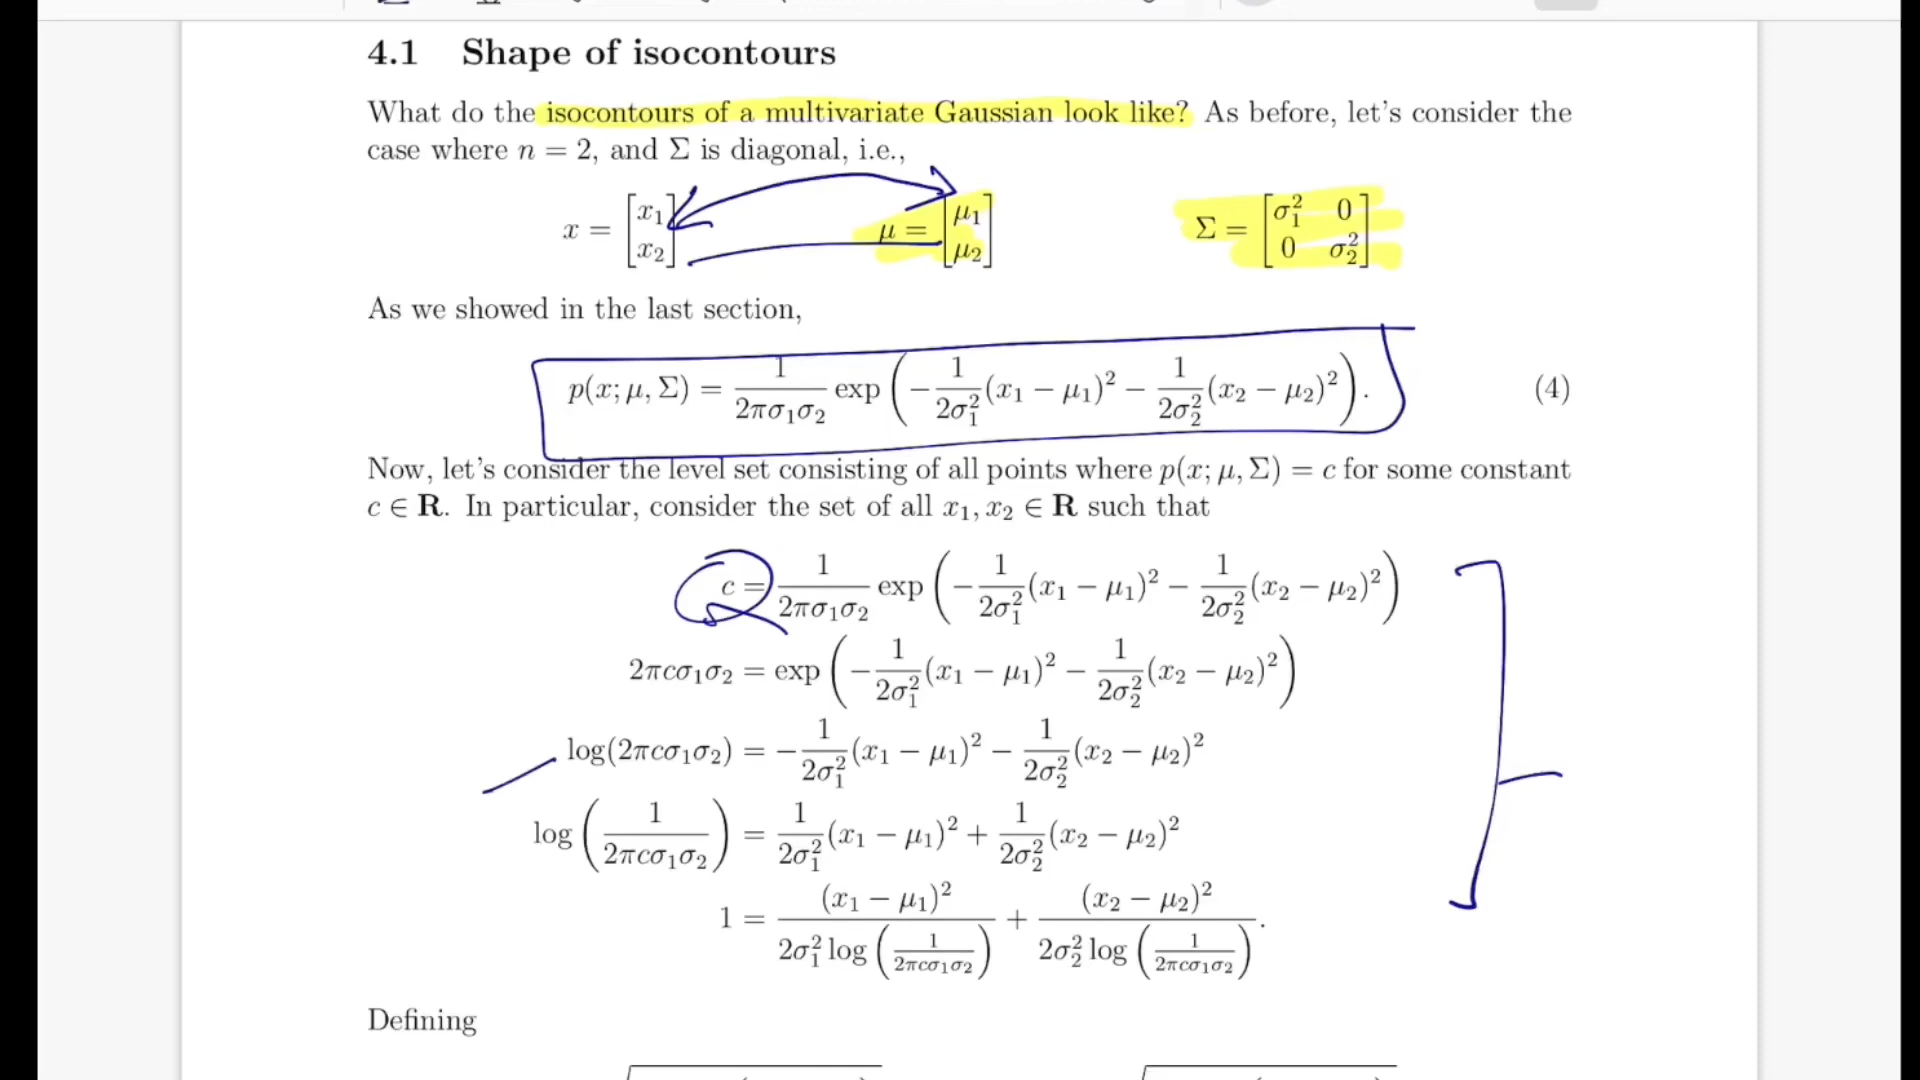 4.1 Shape of isocontours
What do the isocontours of a multivariate Gaussian look like? As before, let's consider the
case where n = 2, and Σ is diagonal, i.e.,
x = [x₁ x₂] μ = [μ₁ μ₂] Σ = [σ₁² 0 0 σ₂²]
As we showed in the last section,
p(x; μ, Σ) = 1/(2πσ₁σ₂) exp(−1/(2σ₁²)(x₁ − μ₁)² − 1/(2σ₂²)(x₂ − μ₂)²). (4)
Now, let's consider the level set consisting of all points where p(x; μ, Σ) = c for some constant
c ∈ R. In particular, consider the set of all x₁, x₂ ∈ R such that
c = 1/(2πσ₁σ₂) exp(−1/(2σ₁²)(x₁ − μ₁)² − 1/(2σ₂²)(x₂ − μ₂)²)
2πcσ₁σ₂ = exp(−1/(2σ₁²)(x₁ − μ₁)² − 1/(2σ₂²)(x₂ − μ₂)²)
log(2πcσ₁σ₂) = −1/(2σ₁²)(x₁ − μ₁)² − 1/(2σ₂²)(x₂ − μ₂)²
log(1/(2πcσ₁σ₂)) = 1/(2σ₁²)(x₁ − μ₁)² + 1/(2σ₂²)(x₂ − μ₂)²
1 = (x₁ − μ₁)²/(2σ₁² log(1/(2πcσ₁σ₂))) + (x₂ − μ₂)²/(2σ₂² log(1/(2πcσ₁σ₂))).
Defining